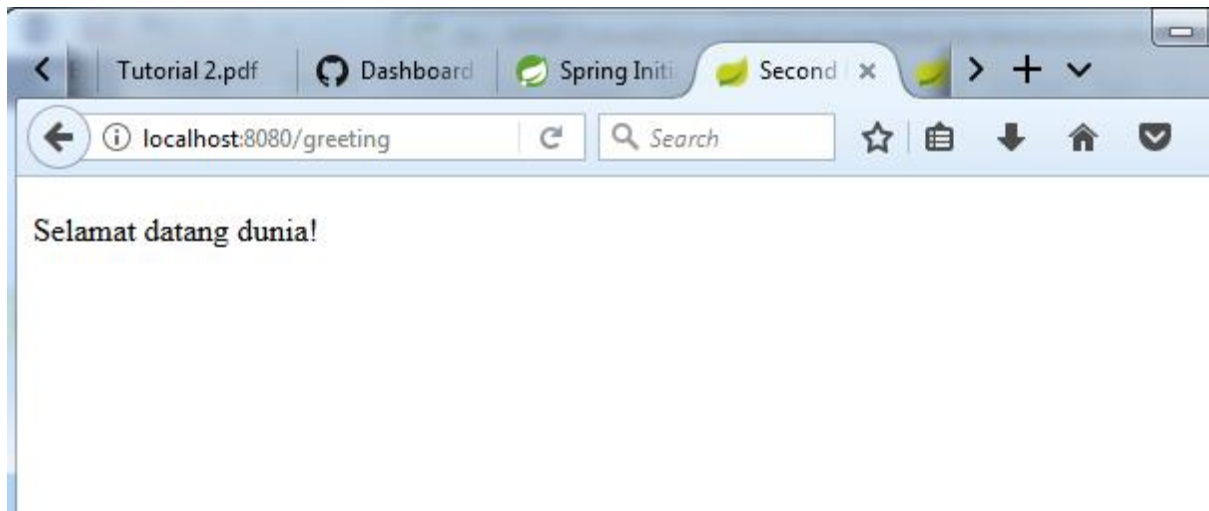 Tutorial 2.pdf Dashboard Spring Initi Second
localhost:8080/greeting Search
Selamat datang dunia!